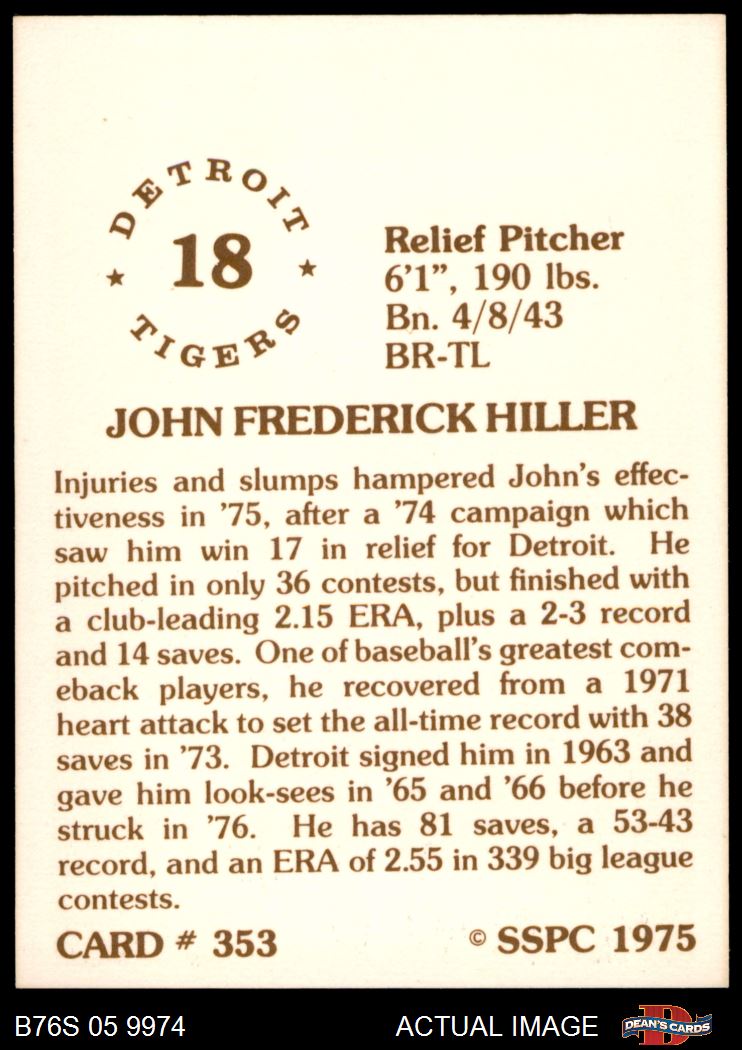 DETROIT
18
TIGERS
Relief Pitcher
6'1", 190 lbs.
Bn. 4/8/43
BR-TL
JOHN FREDERICK HILLER
Injuries and slumps hampered John's effec-
tiveness in '75, after a '74 campaign which
saw him win 17 in relief for Detroit. He
pitched in only 36 contests, but finished with
a club-leading 2.15 ERA, plus a 2-3 record
and 14 saves. One of baseball's greatest com-
eback players, he recovered from a 1971
heart attack to set the all-time record with 38
saves in '73. Detroit signed him in 1963 and
gave him look-sees in '65 and '66 before he
struck in '76. He has 81 saves, a 53-43
record, and an ERA of 2.55 in 339 big league
contests.
CARD # 353 © SSPC 1975
B76S 05 9974 ACTUAL IMAGE D DEAN'S CARDS